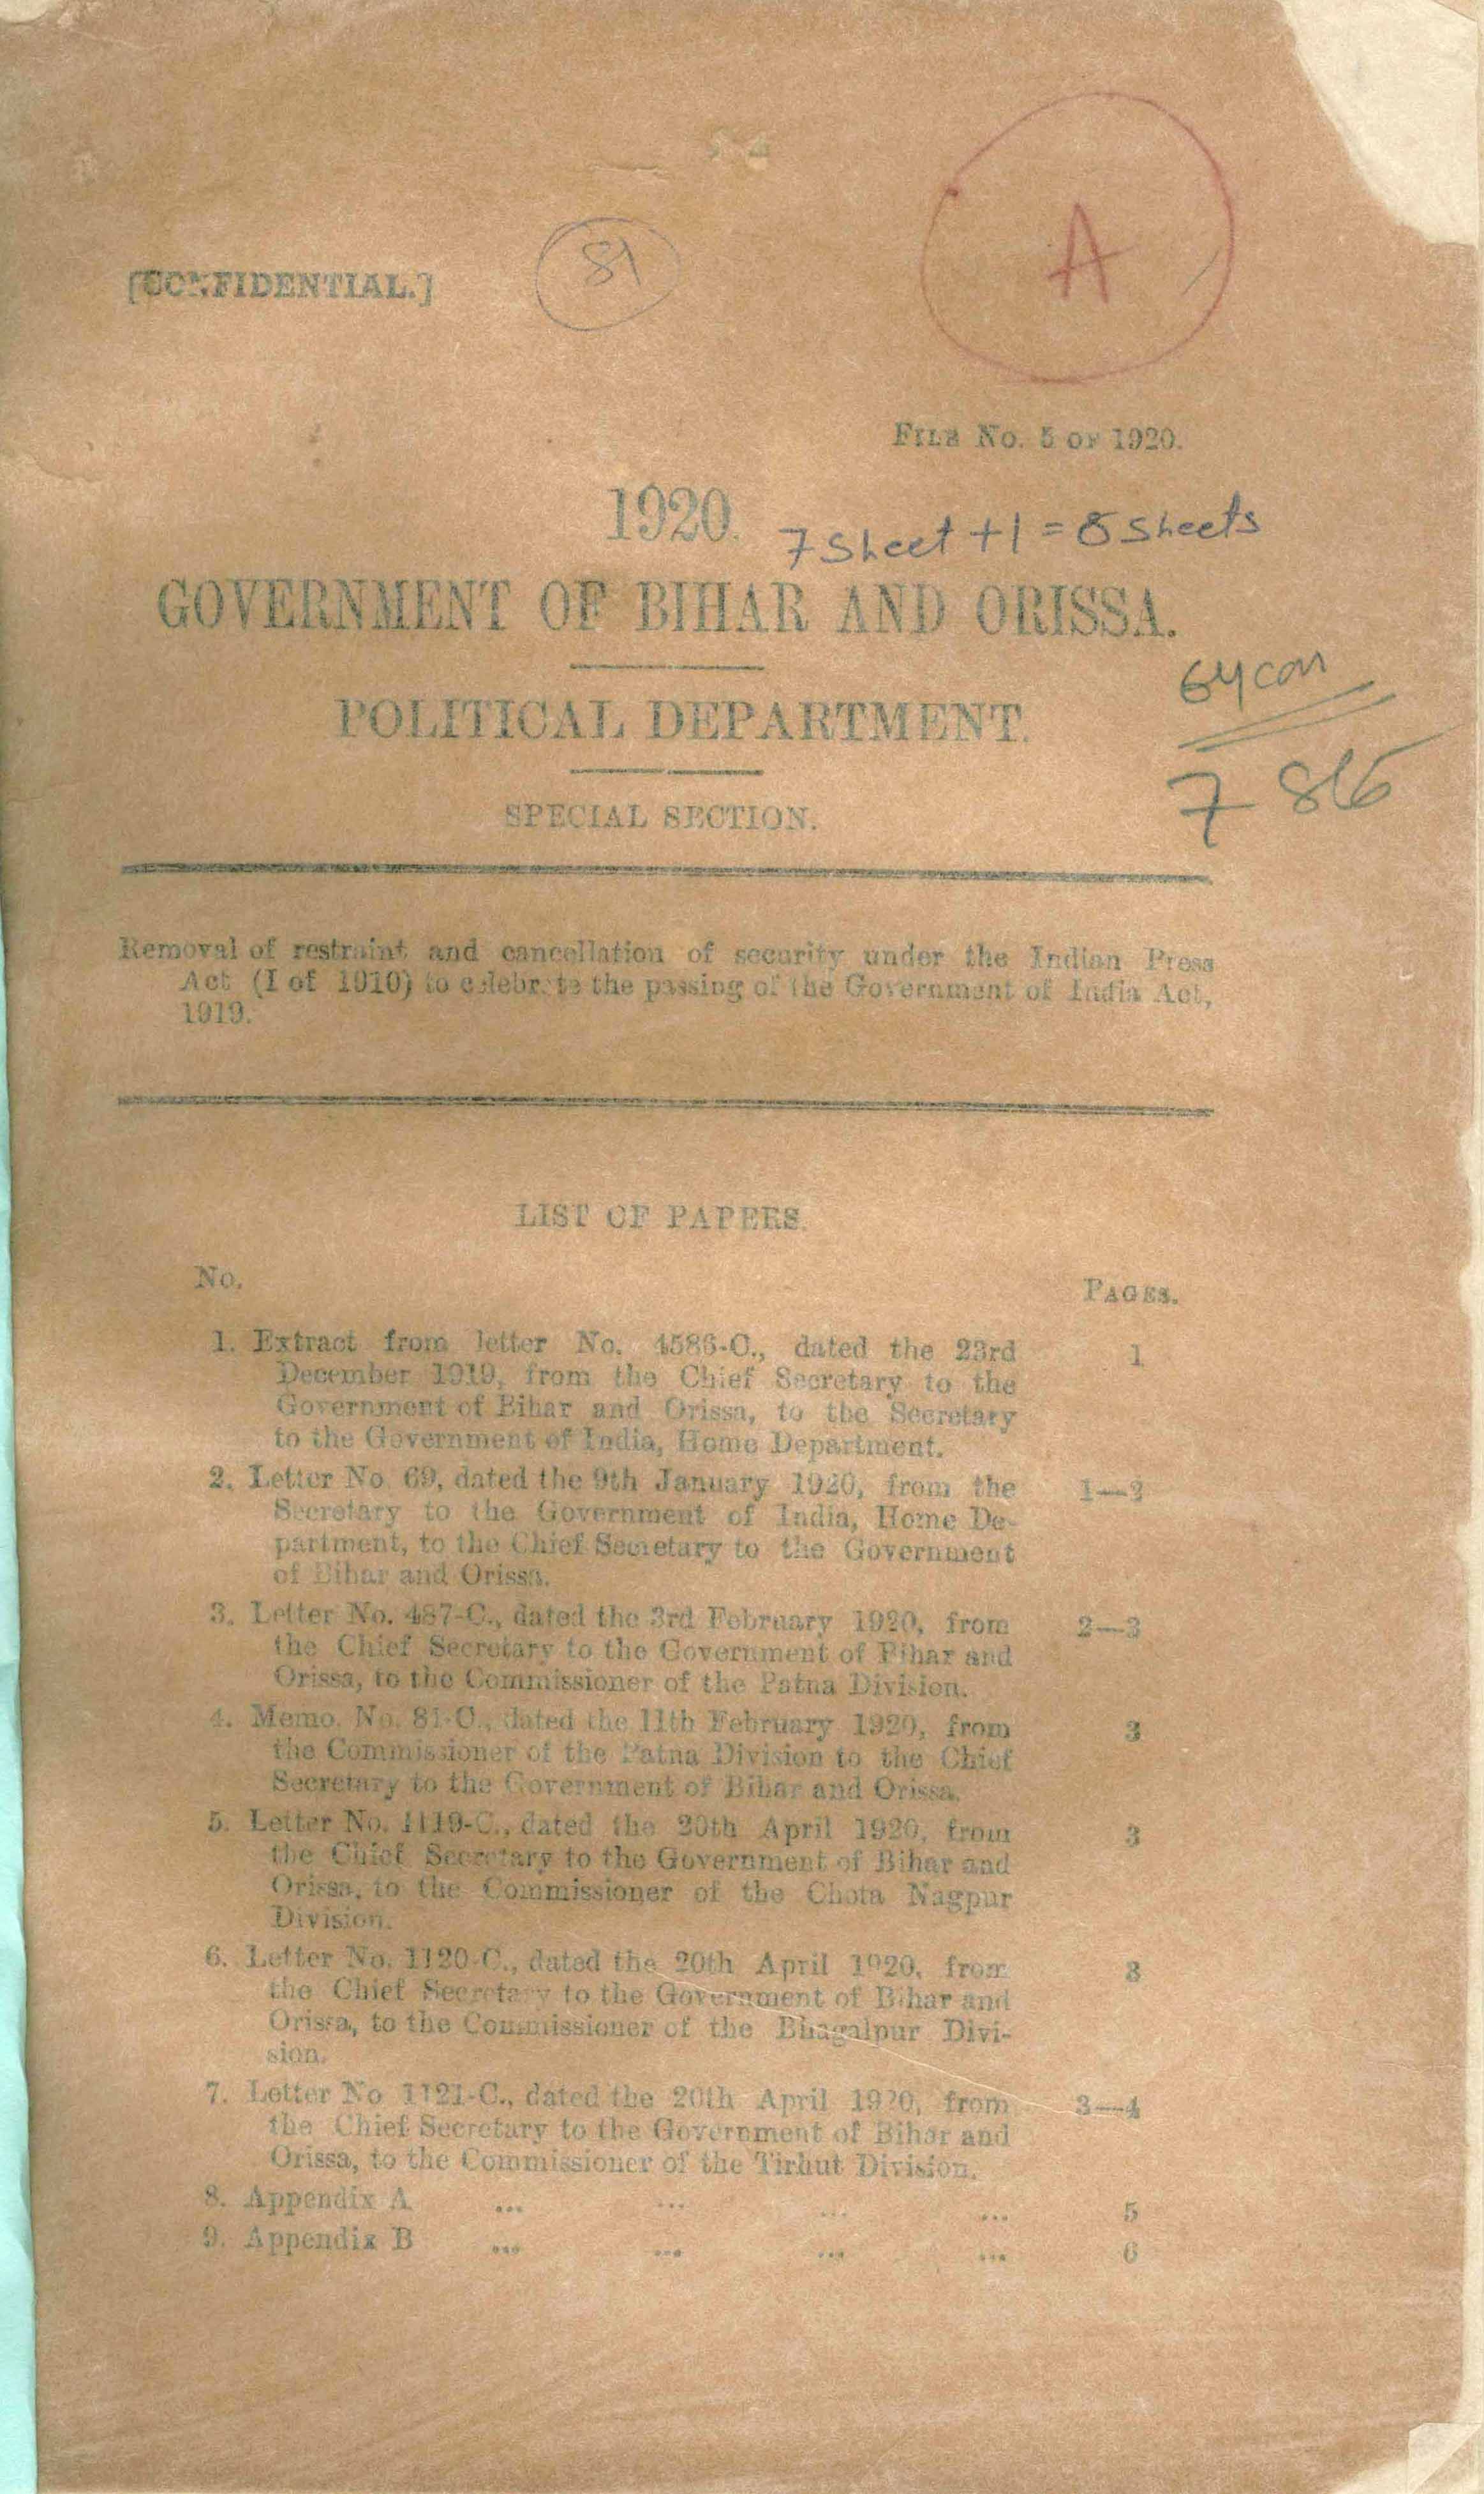 [CONFIDENTIAL.]
81
A
FILE No. 5 OF 1920.
1920.
7 Sheet + 1 = 8 Sheets
GOVERNMENT OF BIHAR AND ORISSA.
POLITICAL DEPARTMENT.
SPECIAL SECTION.
Removal of restraint and cancellation of security under the Indian Press
Act (I of 1910) to celebrate the passing of the Government of India Act,
1919.
LIST OF PAPERS.
No.
PAGES.
1. Extract from letter No. 4586-C., dated the 23rd 1
December 1919, from the Chief Secretary to the
Government of Bihar and Orissa, to the Secretary
to the Government of India, Home Department.
2. Letter No. 69, dated the 9th January 1920, from the 1—2
Secretary to the Government of India, Home De-
partment, to the Chief Secretary to the Government
of Bihar and Orissa.
3. Letter No. 487-C., dated the 3rd February 1920, from 2—3
the Chief Secretary to the Government of Bihar and
Orissa, to the Commissioner of the Patna Division.
4. Memo. No. 81-C., dated the 11th February 1920, from 3
the Commissioner of the Patna Division to the Chief
Secretary to the Government of Bihar and Orissa.
5. Letter No. 1119-C., dated the 20th April 1920, from 3
the Chief Secretary to the Government of Bihar and
Orissa, to the Commissioner of the Chota Nagpur
Division.
6. Letter No. 1120-C., dated the 20th April 1920, from 3
the Chief Secretary to the Government of Bihar and
Orissa, to the Commissioner of the Bhagalpur Divi-
sion.
7. Letter No 1121-C., dated the 20th April 1920, from 3—4
the Chief Secretary to the Government of Bihar and
Orissa, to the Commissioner of the Tirhut Division.
8. Appendix A ... ... ... ... 5
9. Appendix B ... ... ... ... 6